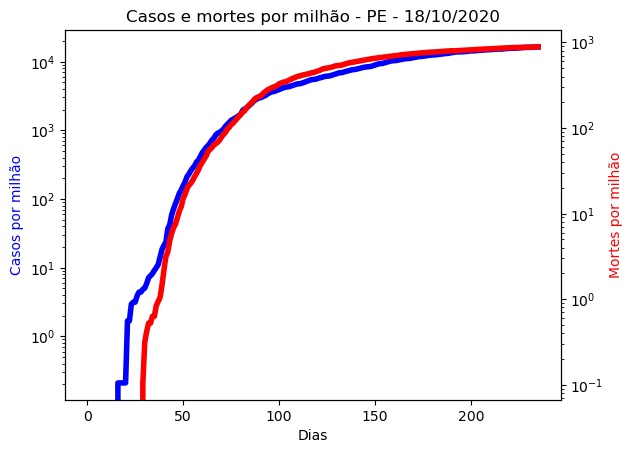 Casos e mortes por milhão - PE - 18/10/2020
Casos por milhão
10⁴
10³
10²
10¹
10⁰
10³
10²
10¹
10⁰
10⁻¹
Mortes por milhão
0 50 100 150 200
Dias